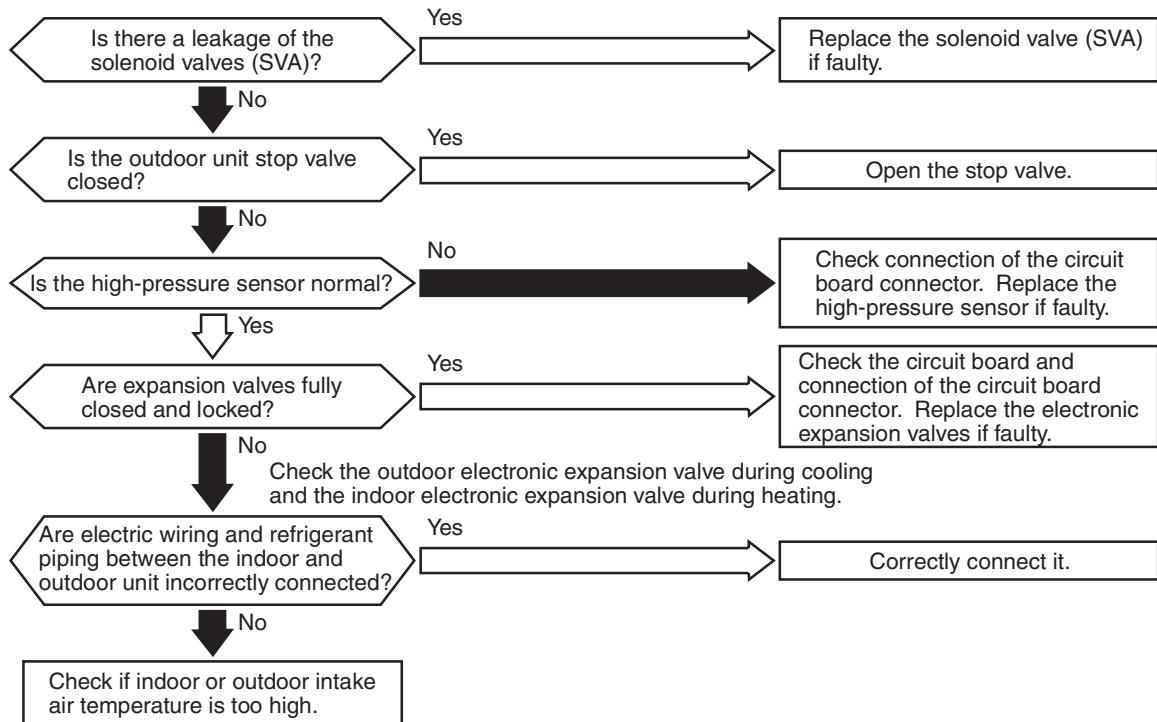 Is there a leakage of the
solenoid valves (SVA)?
Yes
Replace the solenoid valve (SVA)
if faulty.
No
Is the outdoor unit stop valve
closed?
Yes
Open the stop valve.
No
Is the high-pressure sensor normal?
No
Check connection of the circuit
board connector.  Replace the
high-pressure sensor if faulty.
Yes
Are expansion valves fully
closed and locked?
Yes
Check the circuit board and
connection of the circuit board
connector.  Replace the electronic
expansion valves if faulty.
No
Check the outdoor electronic expansion valve during cooling
and the indoor electronic expansion valve during heating.
Are electric wiring and refrigerant
piping between the indoor and
outdoor unit incorrectly connected?
Yes
Correctly connect it.
No
Check if indoor or outdoor intake
air temperature is too high.